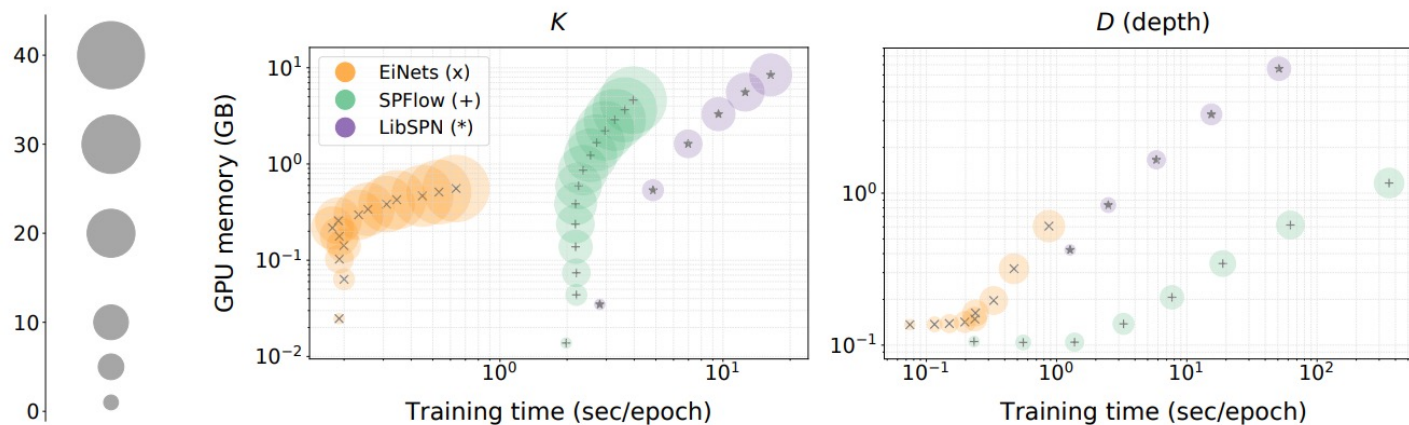 40
30
20
10
5
0
K
GPU memory (GB)
10¹
10⁰
10⁻¹
10⁻²
EiNets (x)
SPFlow (+)
LibSPN (*)
10⁰
10¹
Training time (sec/epoch)
D (depth)
10⁰
10⁻¹
10⁻¹
10⁰
10¹
10²
Training time (sec/epoch)